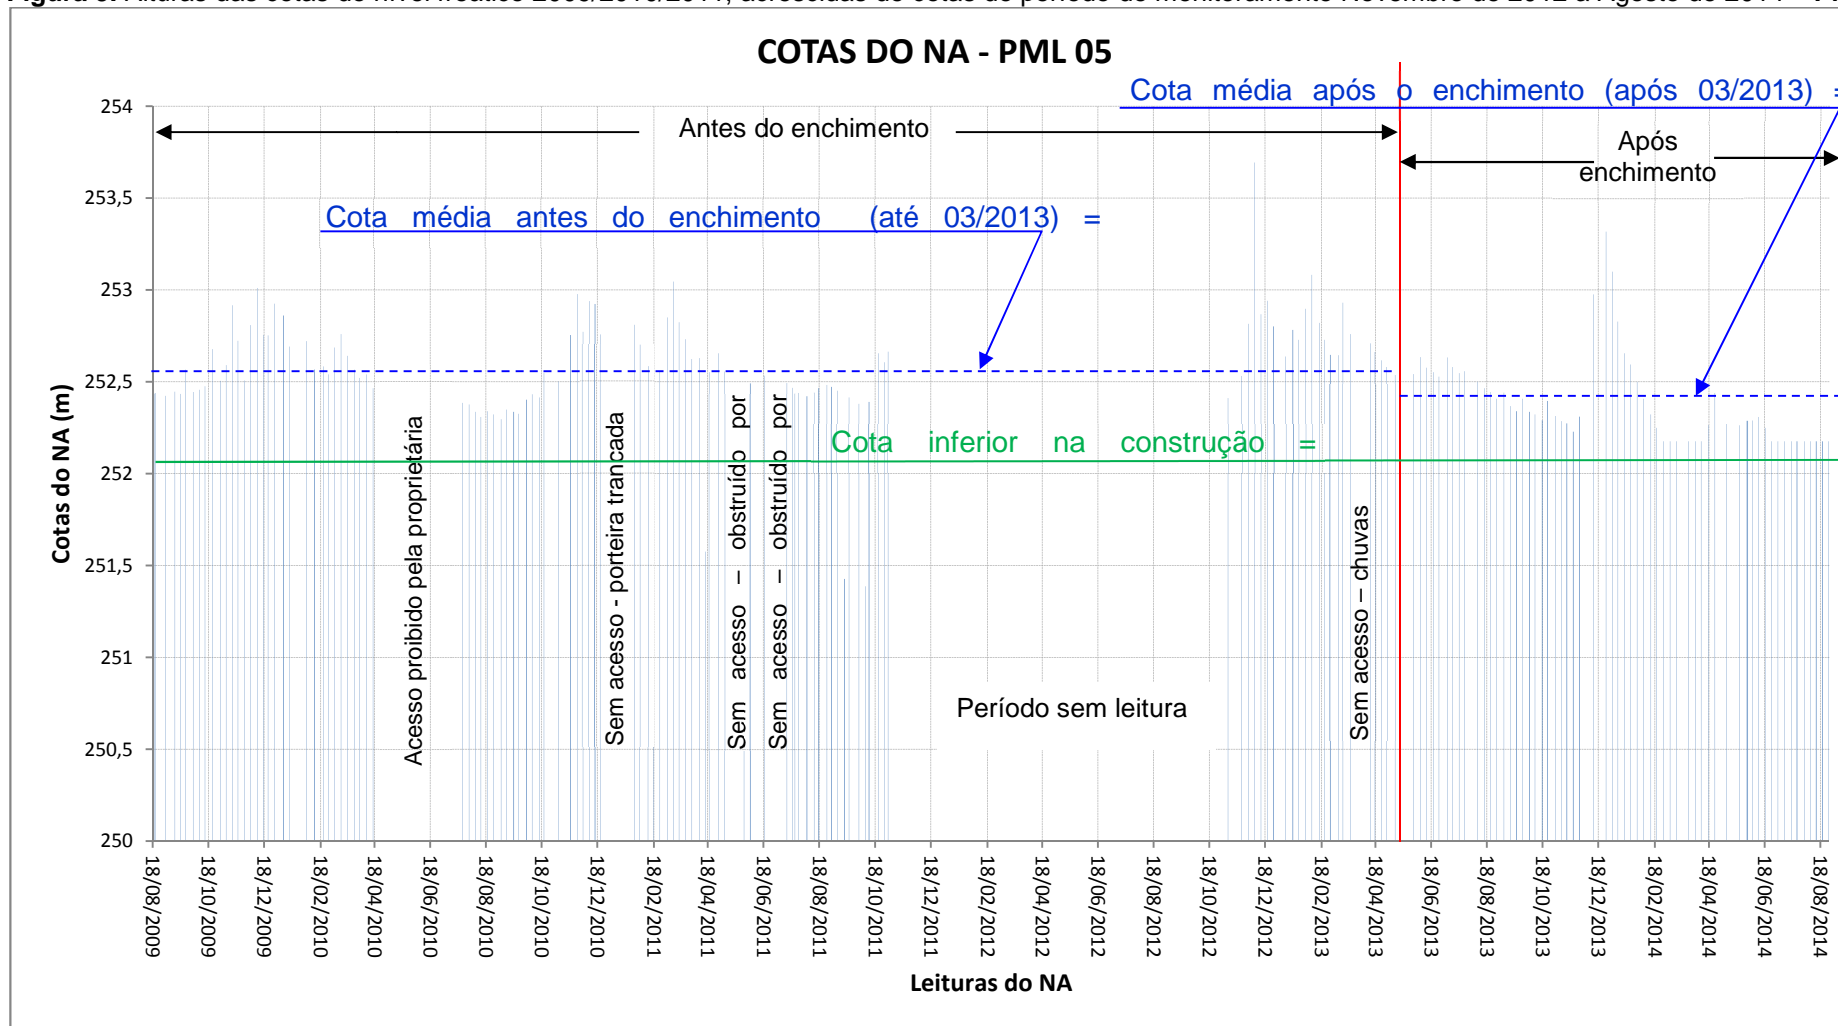 COTAS DO NA - PML 05
Cota média após o enchimento (após 03/2013) =
Antes do enchimento
Após
enchimento
Cota média antes do enchimento (até 03/2013) =
Cota inferior na construção =
Acesso proibido pela proprietária
Sem acesso - porteira trancada
Sem acesso – obstruído por
Sem acesso – obstruído por
Período sem leitura
Sem acesso – chuvas
Cotas do NA (m)
254
253,5
253
252,5
252
251,5
251
250,5
250
18/08/2009
18/10/2009
18/12/2009
18/02/2010
18/04/2010
18/06/2010
18/08/2010
18/10/2010
18/12/2010
18/02/2011
18/04/2011
18/06/2011
18/08/2011
18/10/2011
18/12/2011
18/02/2012
18/04/2012
18/06/2012
18/08/2012
18/10/2012
18/12/2012
18/02/2013
18/04/2013
18/06/2013
18/08/2013
18/10/2013
18/12/2013
18/02/2014
18/04/2014
18/06/2014
18/08/2014
Leituras do NA